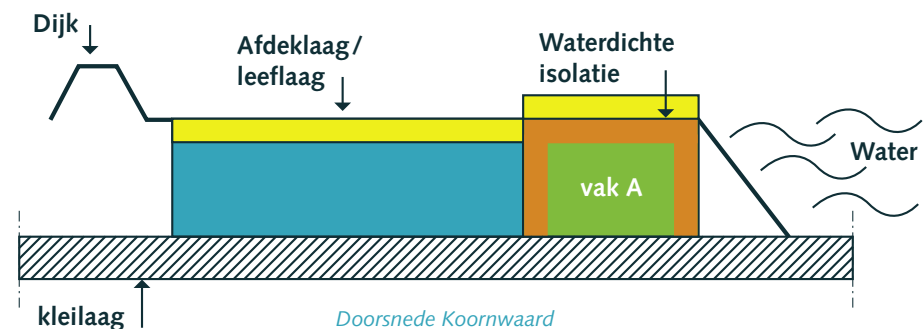 Dijk
Afdeklaag/
leeflaag
Waterdichte
isolatie
Water
vak A
kleilaag
Doorsnede Koornwaard